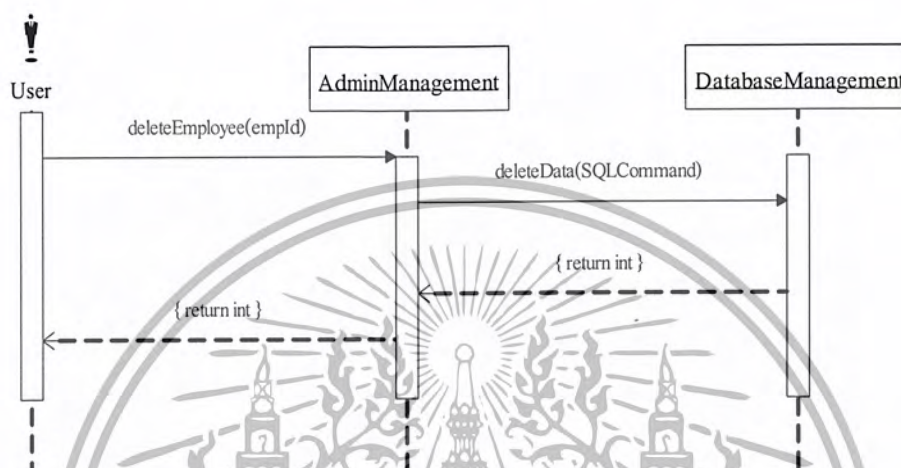 User
AdminManagement
DatabaseManagement
deleteEmployee(empId)
deleteData(SQLCommand)
{ return int }
{ return int }